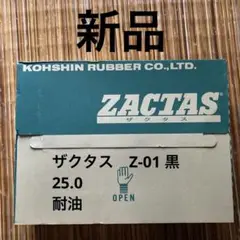 新品
KOHSHIN RUBBER CO.,LTD.
ZACTAS
ザクタス
ザクタス Z-01 黒
25.0
耐油
OPEN